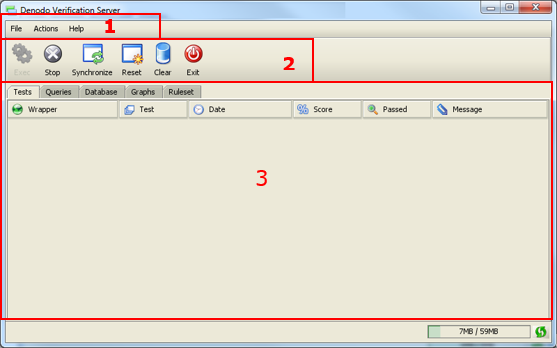 Denodo Verification Server
1
File Actions Help
2
Exec Stop Synchronize Reset Clear Exit
Tests Queries Database Graphs Ruleset
Wrapper Test Date Score Passed Message
3
7MB / 59MB